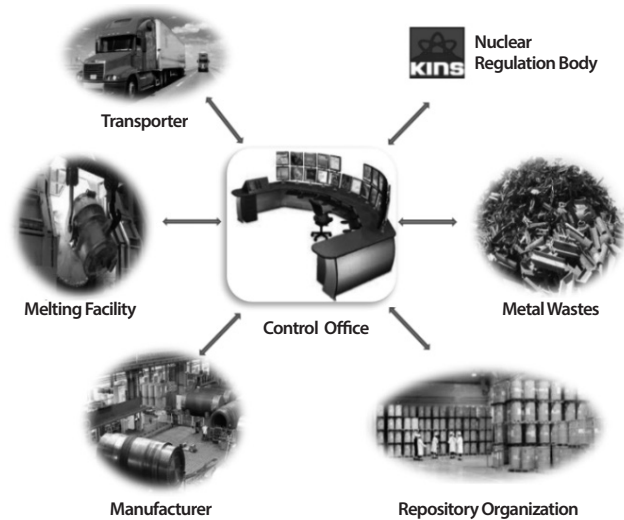 KINS
Nuclear
Regulation Body
Transporter
Melting Facility
Control Office
Metal Wastes
Manufacturer
Repository Organization